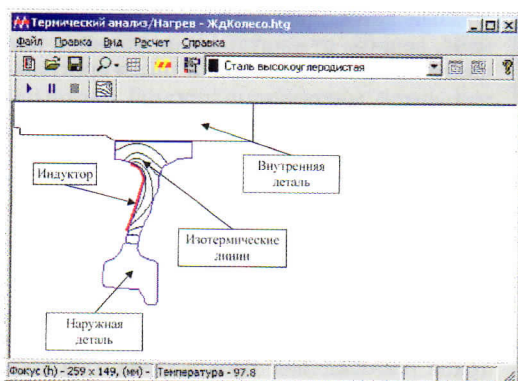 Термический анализ/Нагрев - ЖдКолесо.htg
Файл Правка Вид Расчет Справка
Сталь высокоуглеродистая
Внутренняя
деталь
Индуктор
Изотермические
линии
Наружная
деталь
Фокус (h) - 259 x 149, (мм) - Температура - 97.8